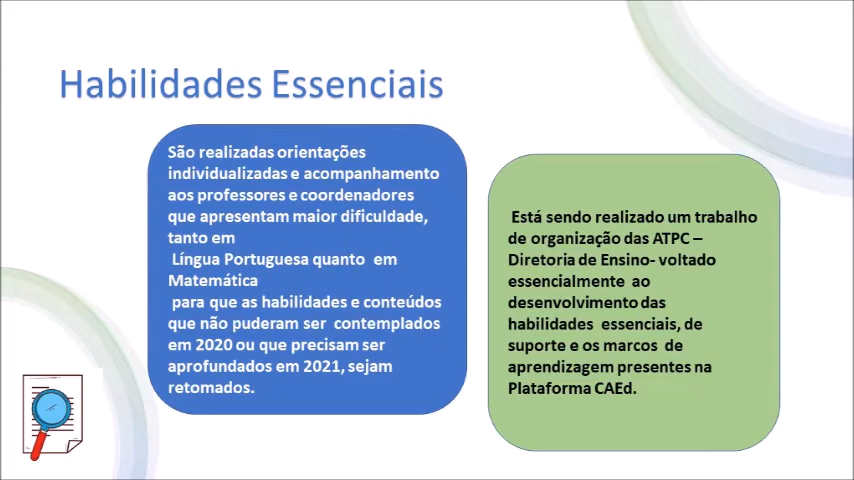 Habilidades Essenciais
São realizadas orientações
individualizadas e acompanhamento
aos professores e coordenadores
que apresentam maior dificuldade,
tanto em
Língua Portuguesa quanto em
Matemática
para que as habilidades e conteúdos
que não puderam ser contemplados
em 2020 ou que precisam ser
aprofundados em 2021, sejam
retomados.
Está sendo realizado um trabalho
de organização das ATPC –
Diretoria de Ensino- voltado
essencialmente ao
desenvolvimento das
habilidades essenciais, de
suporte e os marcos de
aprendizagem presentes na
Plataforma CAEd.